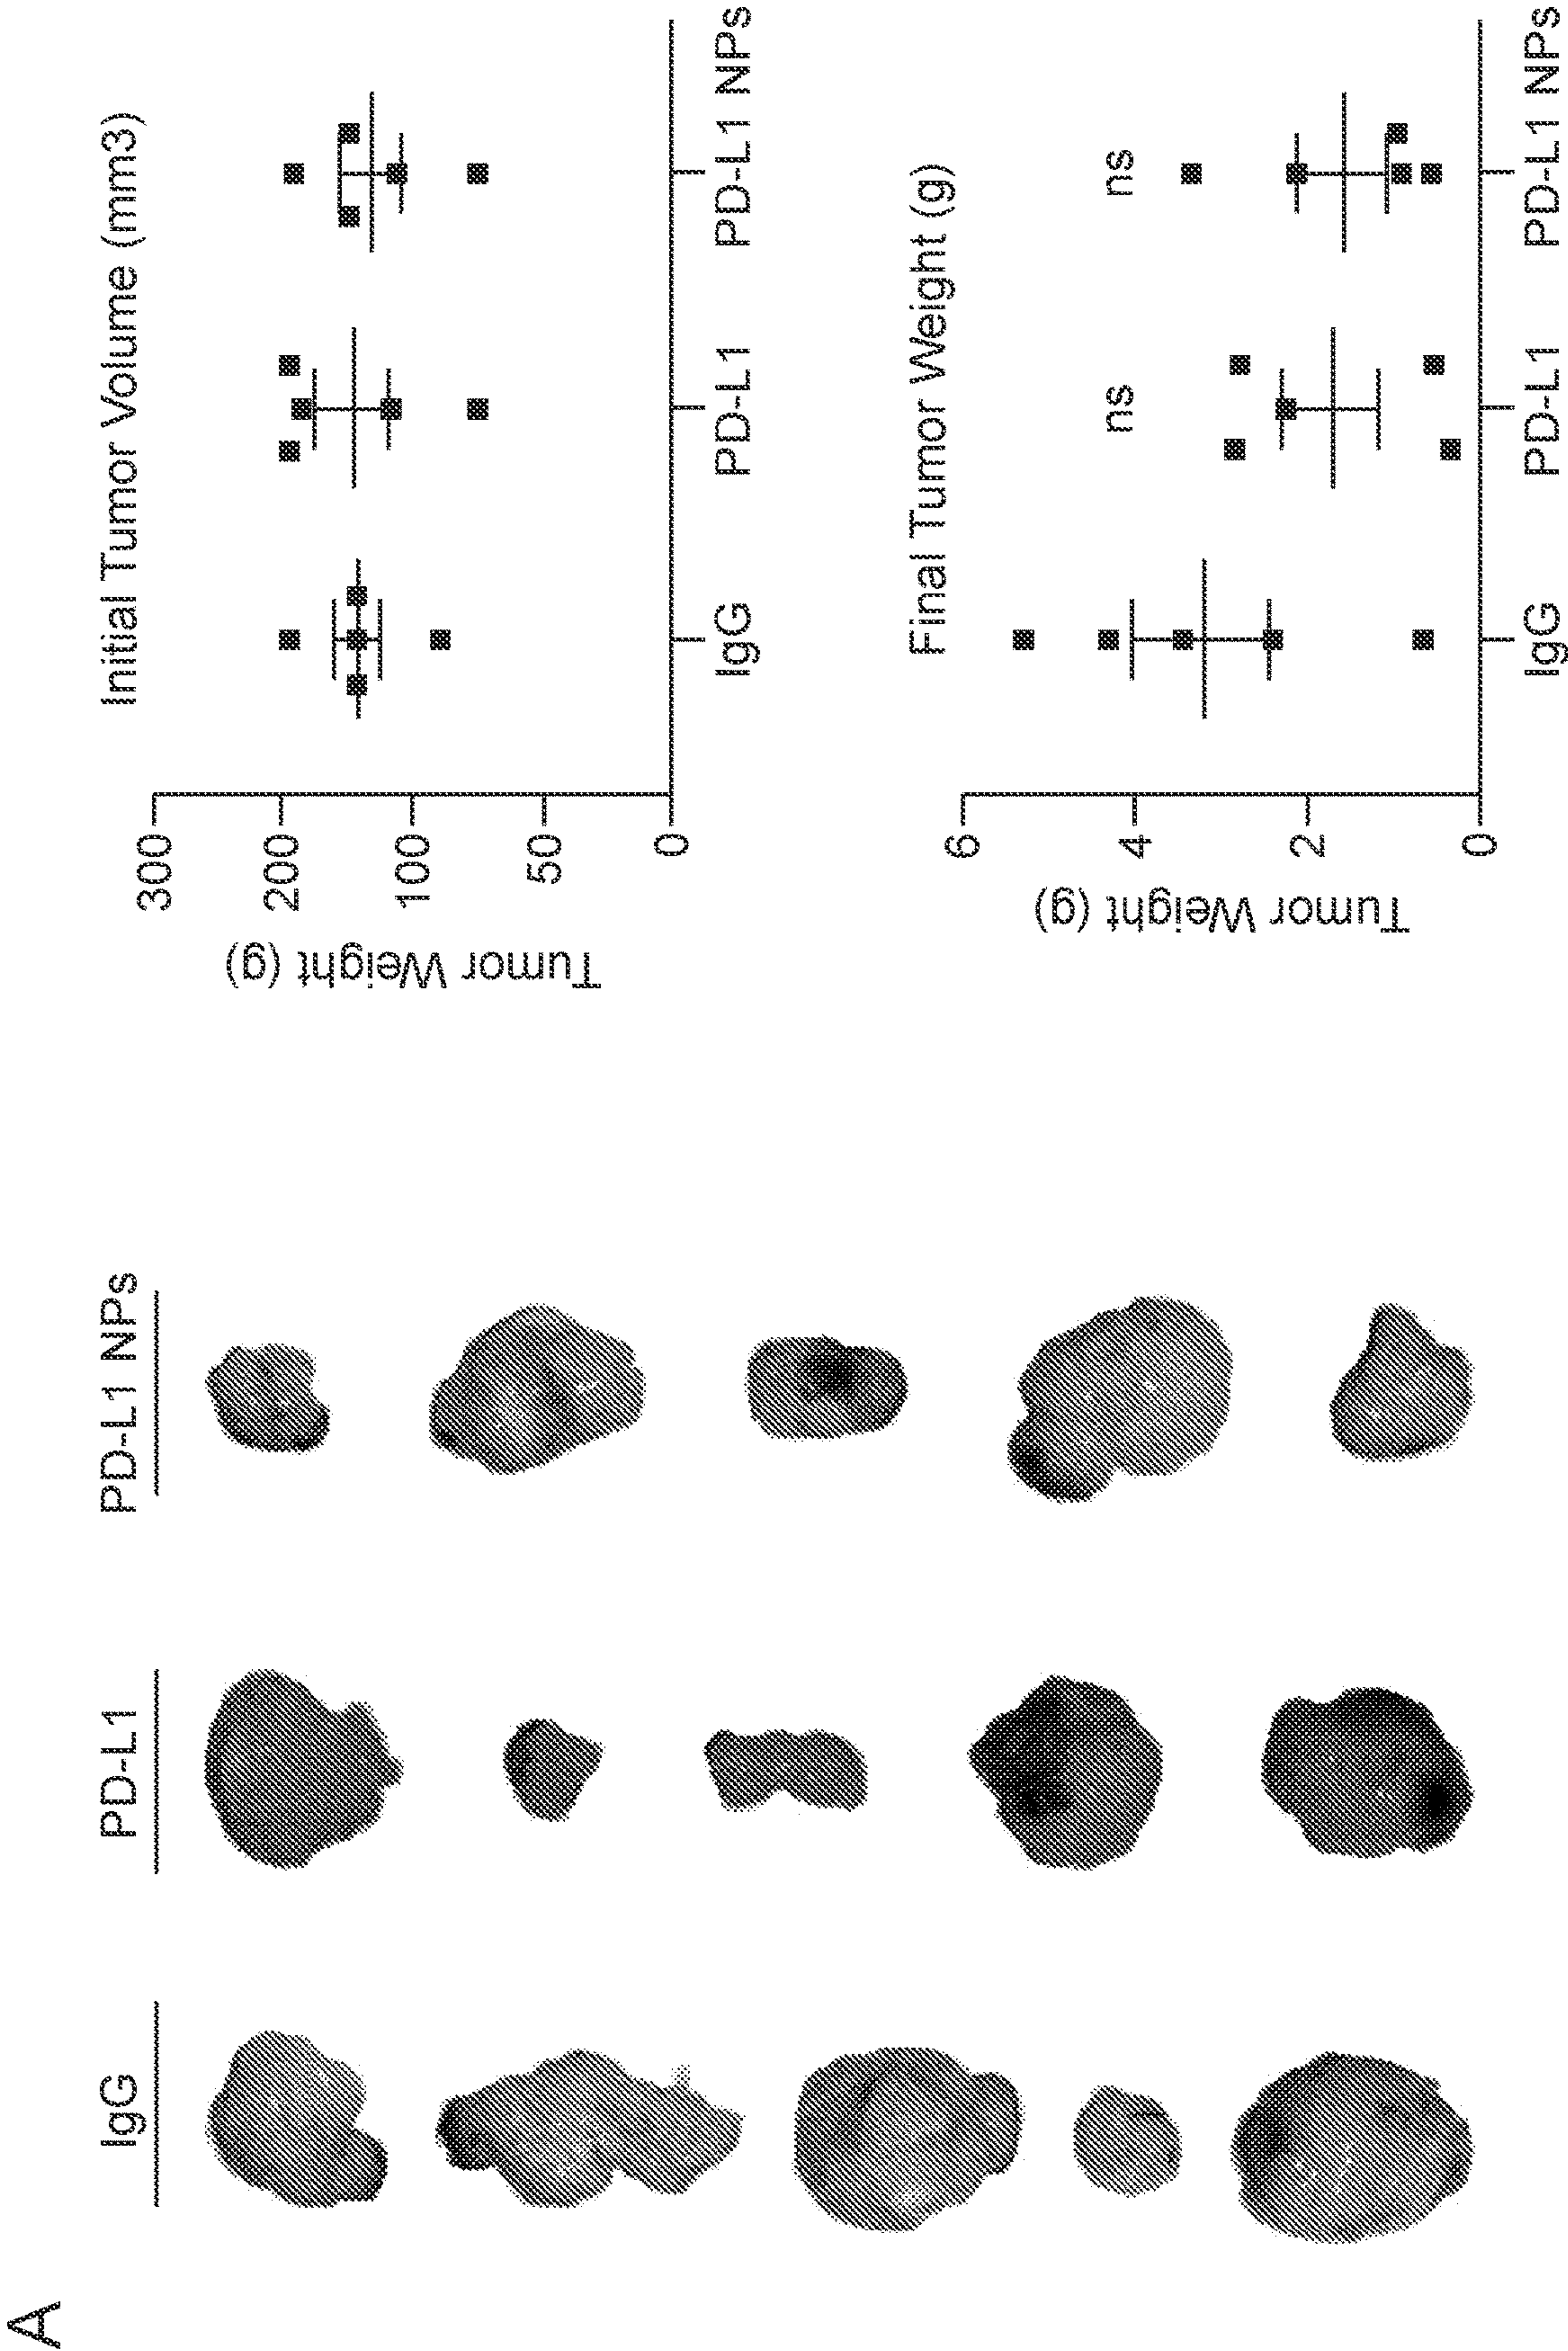 A
IgG
PD-L1
PD-L1 NPs
Initial Tumor Volume (mm3)
Tumor Weight (g)
300
200
100
50
0
IgG
PD-L1
PD-L1 NPs
Final Tumor Weight (g)
Tumor Weight (g)
6
4
2
0
ns
ns
IgG
PD-L1
PD-L1 NPs